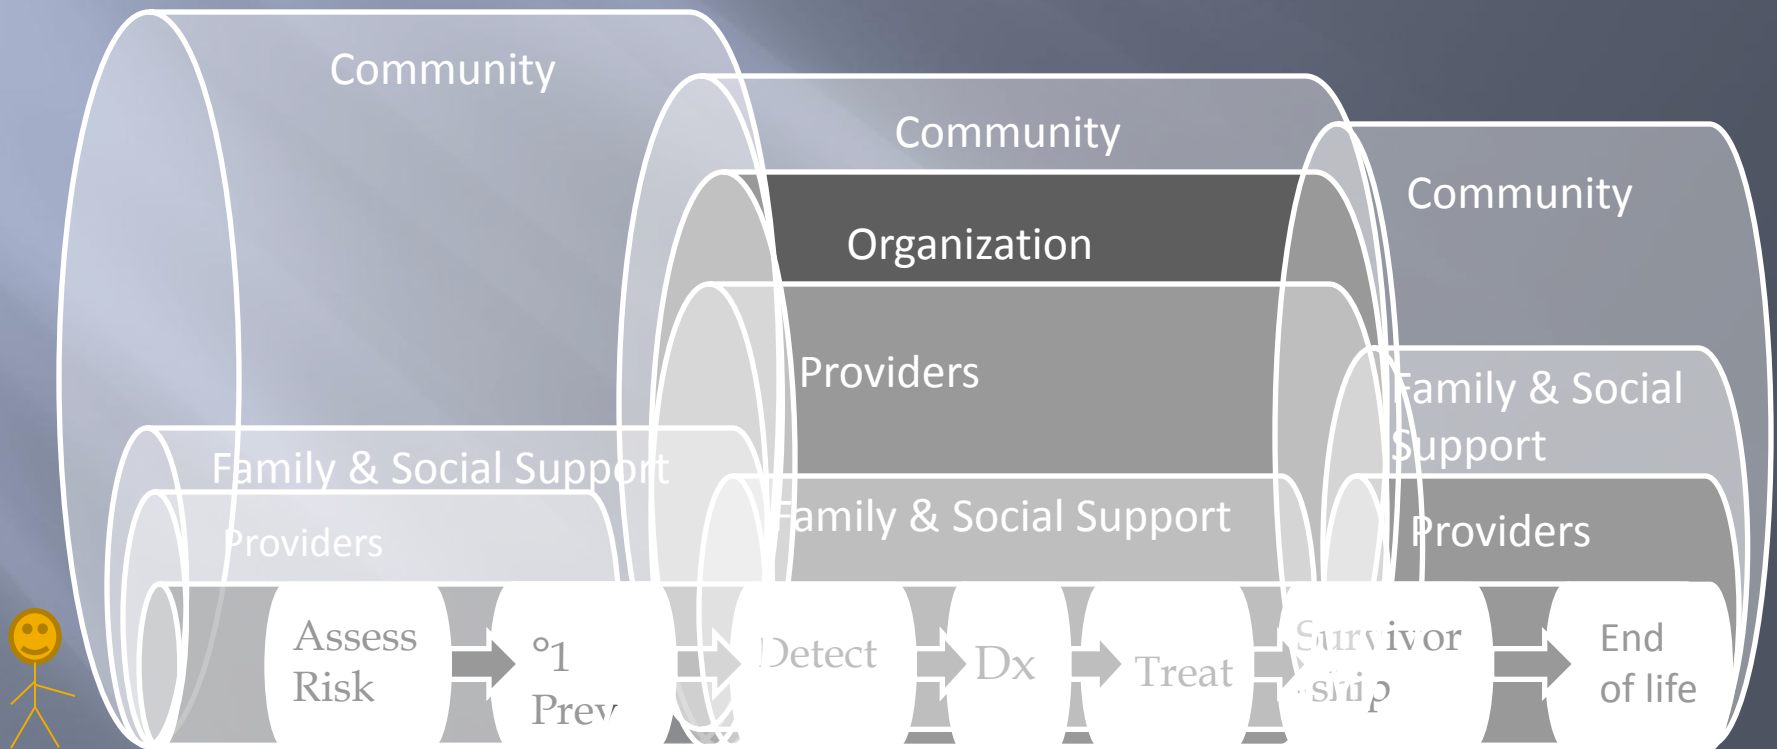 Community
Community
Community
Organization
Providers
Family & Social
Support
Family & Social Support
Family & Social Support
Providers
Providers
Assess
Risk
°1
Prev
Detect
Dx
Treat
Survivor
-ship
End
of life